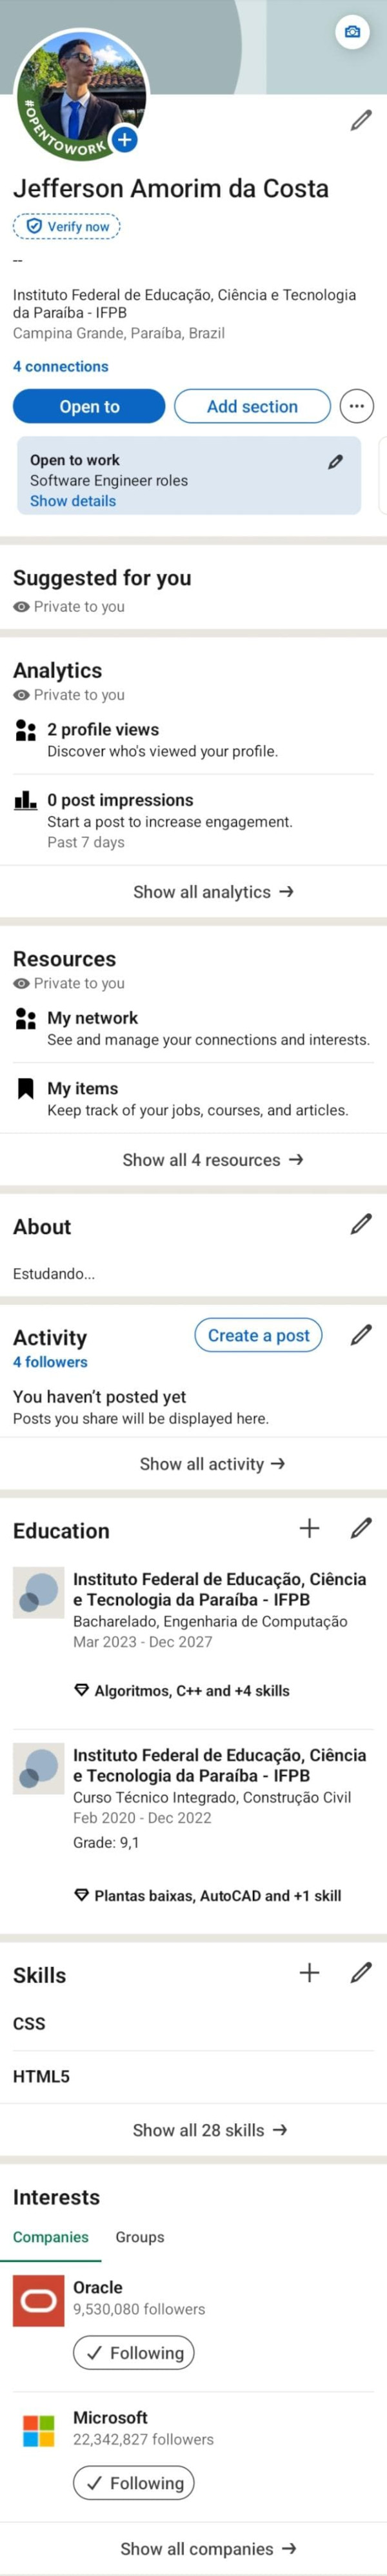 #OPENTOWORK
Jefferson Amorim da Costa
Verify now
--
Instituto Federal de Educação, Ciência e Tecnologia
da Paraíba - IFPB
Campina Grande, Paraíba, Brazil
4 connections
Open to
Add section
Open to work
Software Engineer roles
Show details
Suggested for you
Private to you
Analytics
Private to you
2 profile views
Discover who's viewed your profile.
0 post impressions
Start a post to increase engagement.
Past 7 days
Show all analytics →
Resources
Private to you
My network
See and manage your connections and interests.
My items
Keep track of your jobs, courses, and articles.
Show all 4 resources →
About
Estudando...
Activity
Create a post
4 followers
You haven't posted yet
Posts you share will be displayed here.
Show all activity →
Education
Instituto Federal de Educação, Ciência
e Tecnologia da Paraíba - IFPB
Bacharelado, Engenharia de Computação
Mar 2023 - Dec 2027
Algoritmos, C++ and +4 skills
Instituto Federal de Educação, Ciência
e Tecnologia da Paraíba - IFPB
Curso Técnico Integrado, Construção Civil
Feb 2020 - Dec 2022
Grade: 9,1
Plantas baixas, AutoCAD and +1 skill
Skills
CSS
HTML5
Show all 28 skills →
Interests
Companies
Groups
Oracle
9,530,080 followers
Following
Microsoft
22,342,827 followers
Following
Show all companies →